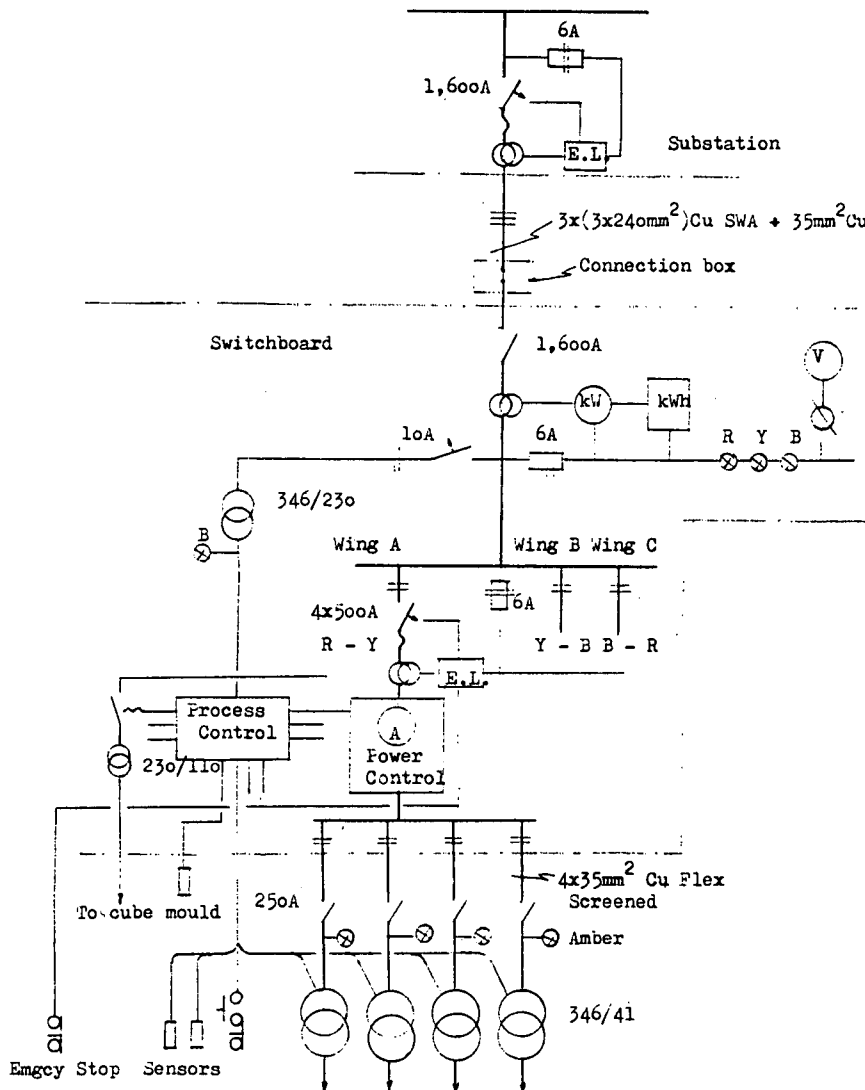 6A
1,600A
E.L.
Substation
3x(3x240mm²)Cu SWA + 35mm²Cu
Connection box
Switchboard
1,600A
V
kW
kWh
10A
6A
R Y B
346/230
B
Wing A
Wing B Wing C
6A
4x500A
R - Y
Y - B B - R
E.L.
Process
Control
A
Power
Control
230/110
4x35mm² Cu Flex
Screened
250A
To cube mould
Amber
346/41
Emgcy Stop
Sensors